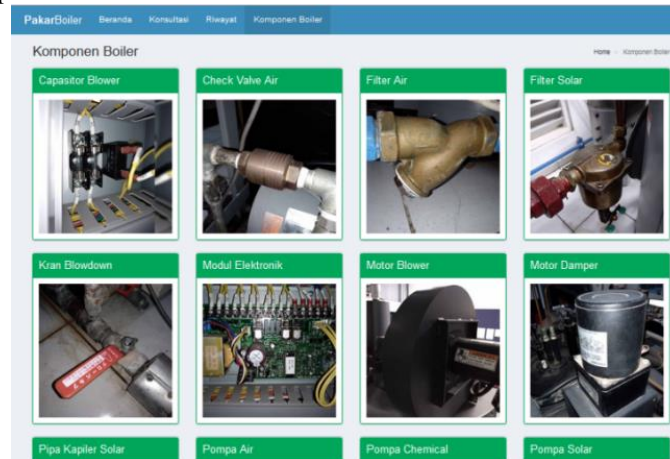 PakarBoiler Beranda Konsultasi Riwayat Komponen Boiler
Komponen Boiler
Home Komponen Boiler
Capasitor Blower Check Valve Air Filter Air Filter Solar
Kran Blowdown Modul Elektronik Motor Blower Motor Damper
Pipa Kapiler Solar Pompa Air Pompa Chemical Pompa Solar